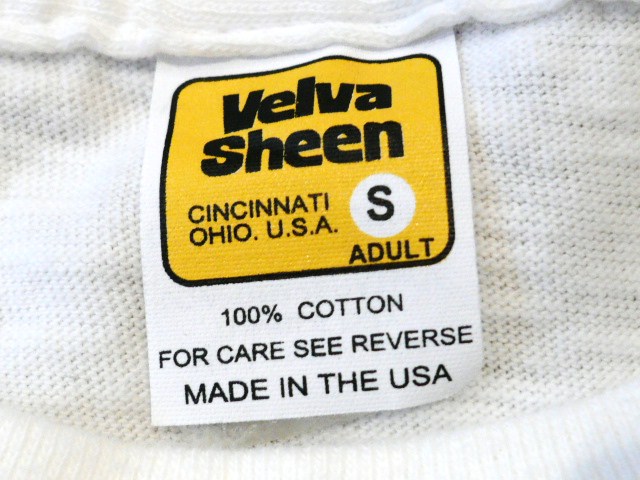 Velva
Sheen
CINCINNATI
OHIO. U.S.A.
S
ADULT
100% COTTON
FOR CARE SEE REVERSE
MADE IN THE USA